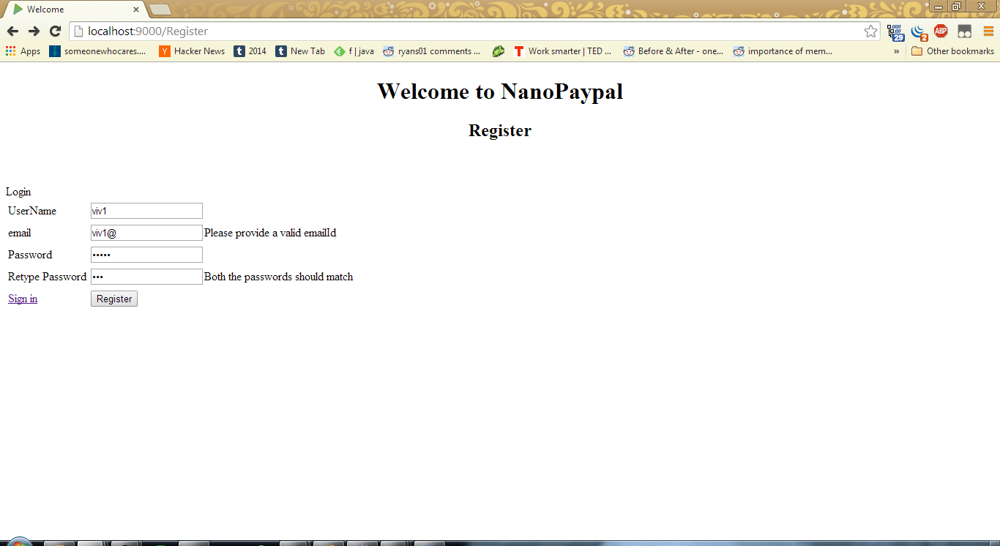 Welcome
localhost:9000/Register
29
2
ABP
Apps
someonewhocares....
Y
Hacker News
t
2014
t
New Tab
f | java
ryans01 comments ...
T
Work smarter | TED ...
Before & After - one...
importance of mem...
»
Other bookmarks
Welcome to NanoPaypal
Register
Login
UserName viv1
email viv1@ Please provide a valid emailId
Password •••••
Retype Password ••• Both the passwords should match
Sign in Register